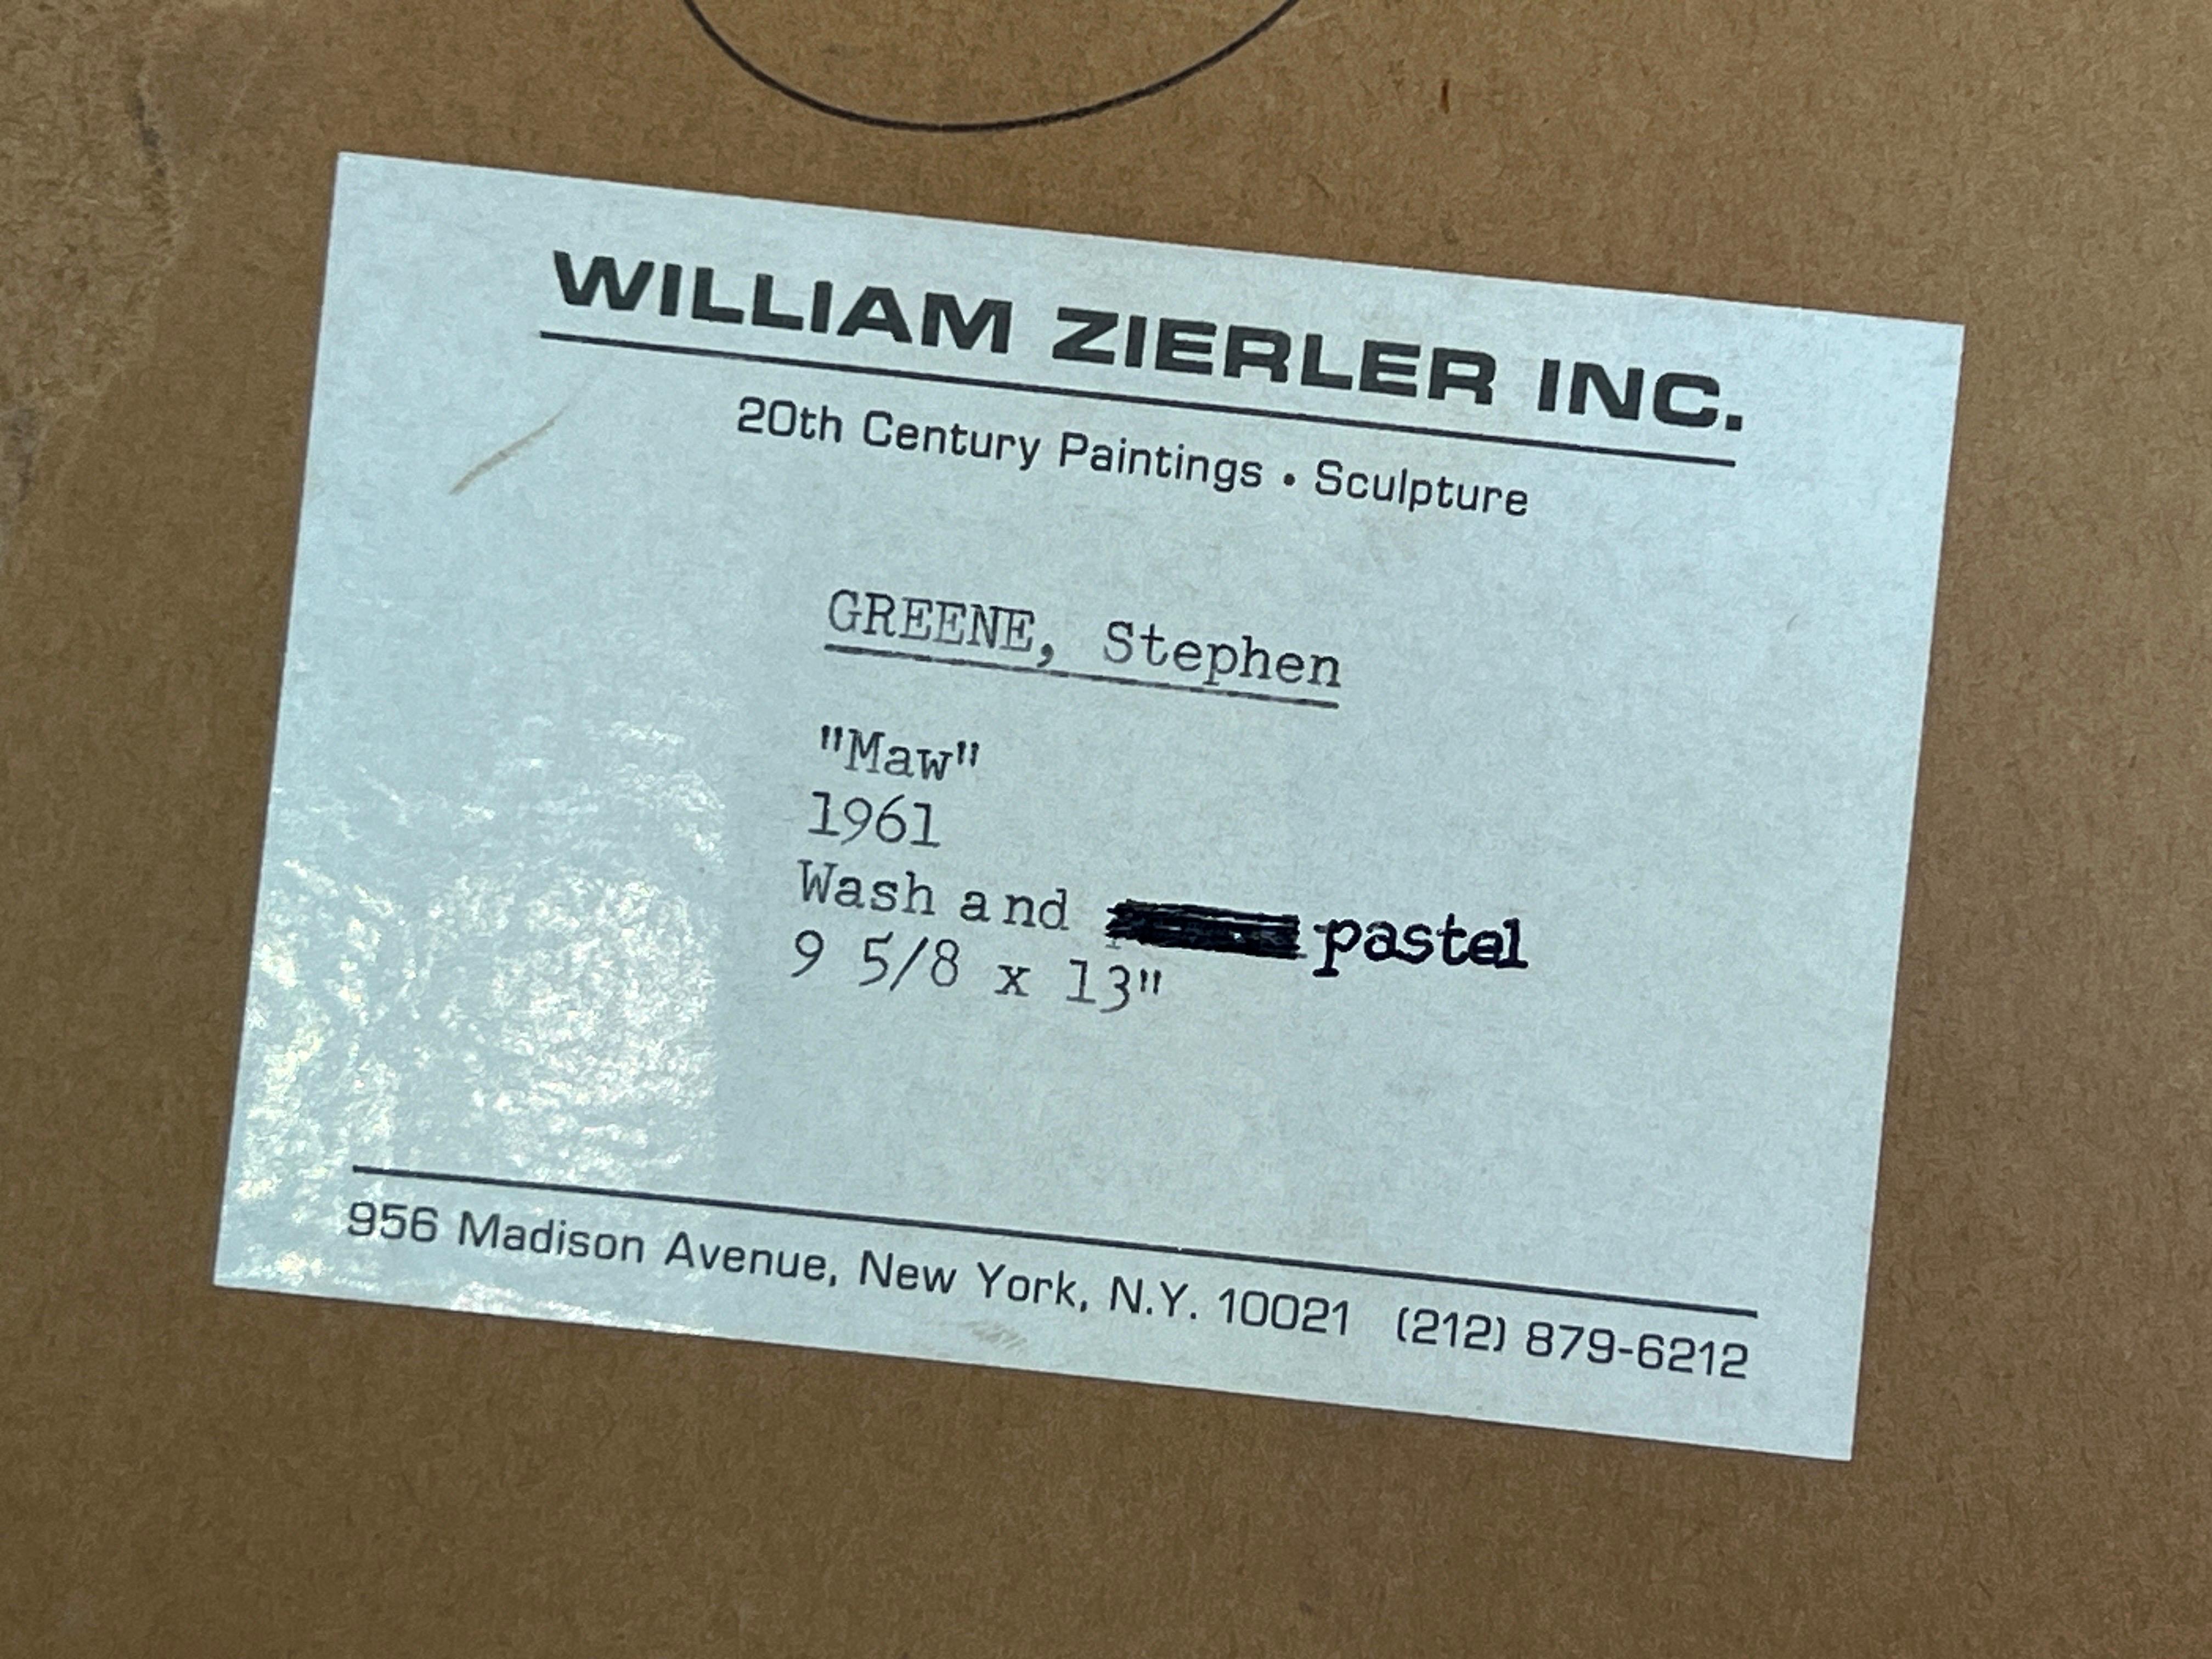 WILLIAM ZIERLER INC.
20th Century Paintings • Sculpture
GREENE, Stephen
"Maw"
1961
Wash and pastel
9 5/8 x 13"
956 Madison Avenue, New York, N.Y. 10021 (212) 879-6212